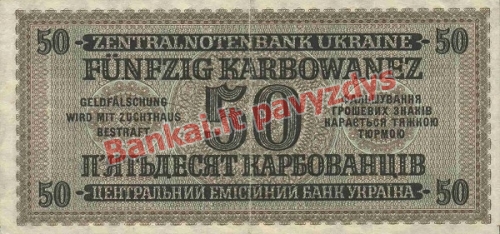 50 ZENTRALNOTENBANK UKRAINE 50
FÜNFZIG KARBOWANEZ
GELDFÄLSCHUNG
WIRD MIT ZUCHTHAUS
BESTRAFT
50
ФАЛЬШУВАННЯ
ГРОШЕВИХ ЗНАКІВ
КАРАЄТЬСЯ ТЯЖКОЮ
ТЮРМОЮ
Bankai.lt pavyzdys
П'ЯТЬДЕСЯТ КАРБОВАНЦІВ
50 ЦЕНТРАЛЬНИЙ ЕМІСІЙНИЙ БАНК УКРАЇНА 50